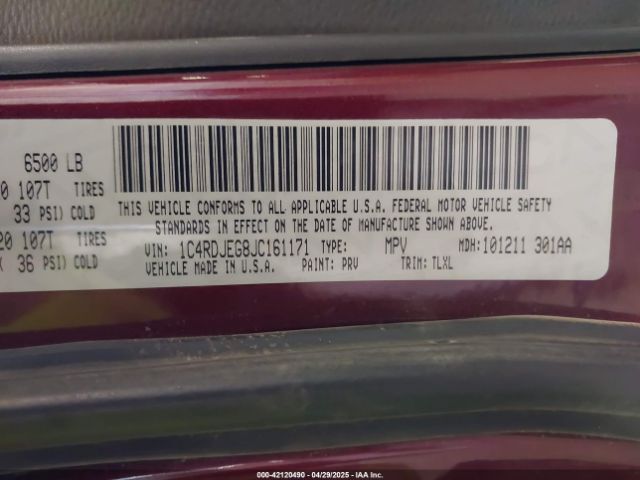 6500 LB
0 107T TIRES
33 PSI) COLD
20 107T TIRES
36 PSI) COLD
THIS VEHICLE CONFORMS TO ALL APPLICABLE U.S.A. FEDERAL MOTOR VEHICLE SAFETY
STANDARDS IN EFFECT ON THE DATE OF MANUFACTURE SHOWN ABOVE.
VIN: 1C4RDJEG8JC161171 TYPE: MPV MDH:101211 301AA
VEHICLE MADE IN U.S.A. PAINT: PRV TRIM: TLXL
000-42120490 - 04/29/2025 - IAA Inc.